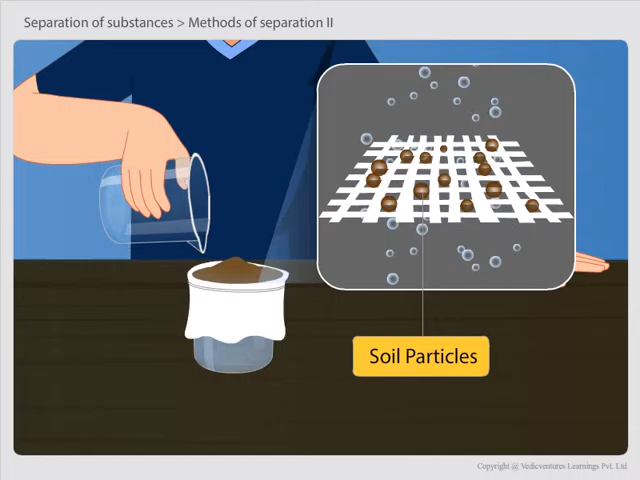 Separation of substances > Methods of separation II
Soil Particles
Copyright @ Vedicventures Learnings Pvt. Ltd